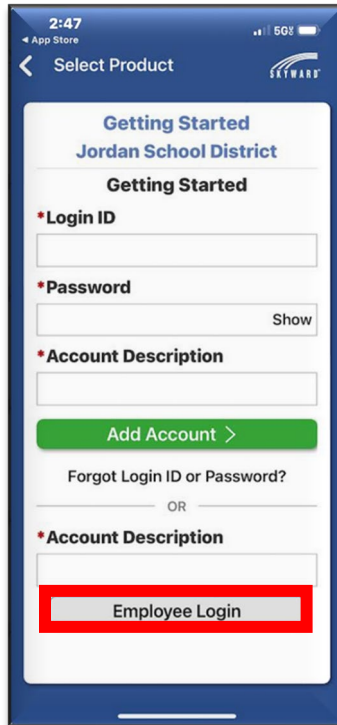 2:47
5G
◄ App Store
Select Product
SKYWARD
Getting Started
Jordan School District
Getting Started
*Login ID
*Password
Show
*Account Description
Add Account >
Forgot Login ID or Password?
OR
*Account Description
Employee Login